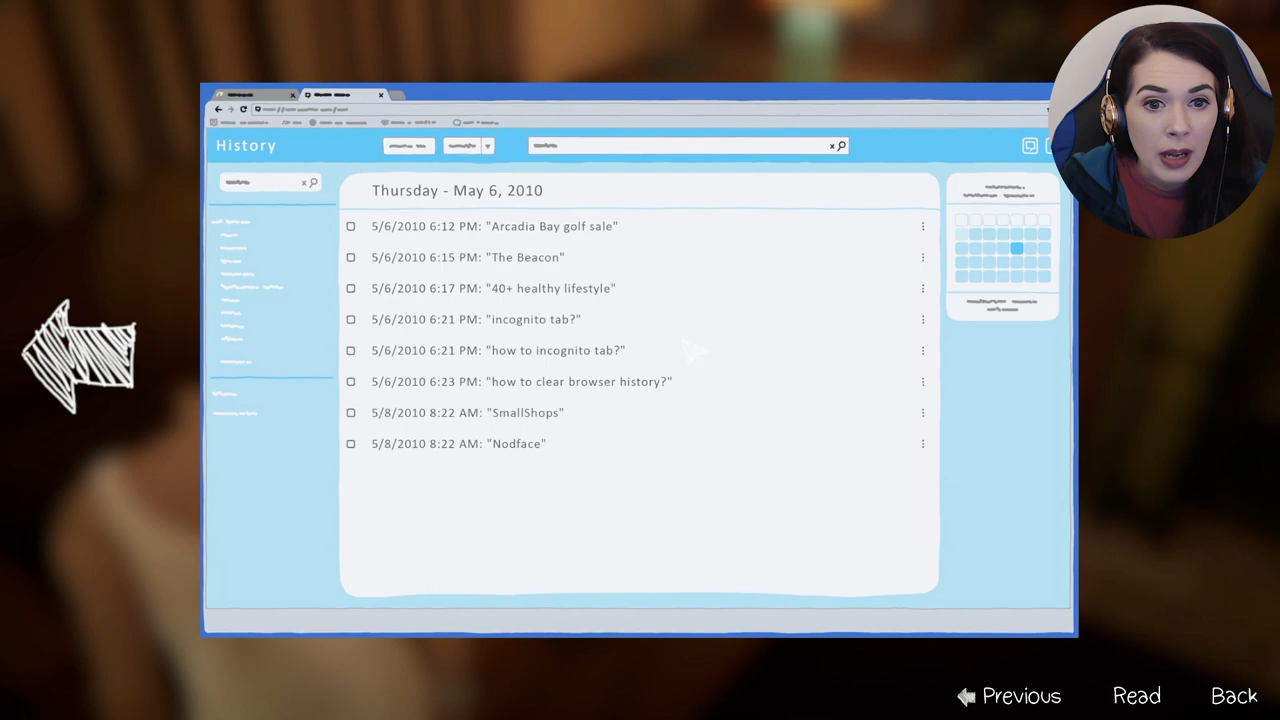 History
Thursday - May 6, 2010
5/6/2010 6:12 PM: "Arcadia Bay golf sale"
5/6/2010 6:15 PM: "The Beacon"
5/6/2010 6:17 PM: "40+ healthy lifestyle"
5/6/2010 6:21 PM: "incognito tab?"
5/6/2010 6:21 PM: "how to incognito tab?"
5/6/2010 6:23 PM: "how to clear browser history?"
5/8/2010 8:22 AM: "SmallShops"
5/8/2010 8:22 AM: "Nodface"
Previous Read Back